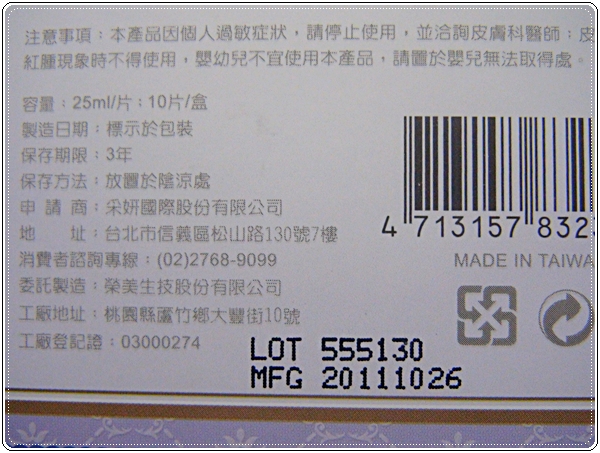 注意事項：本產品因個人過敏症狀，請停止使用，並洽詢皮膚科醫師；皮
紅腫現象時不得使用，嬰幼兒不宜使用本產品，請置於嬰兒無法取得處。
容量：25ml/片；10片/盒
製造日期：標示於包裝
保存期限：3年
保存方法：放置於陰涼處
申 請 商：采妍國際股份有限公司
地 址：台北市信義區松山路130號7樓
消費者諮詢專線：(02)2768-9099
委託製造：榮美生技股份有限公司
工廠地址：桃園縣蘆竹鄉大豐街10號
工廠登記證：03000274
4 713157 832
MADE IN TAIWA
LOT 555130
MFG 20111026